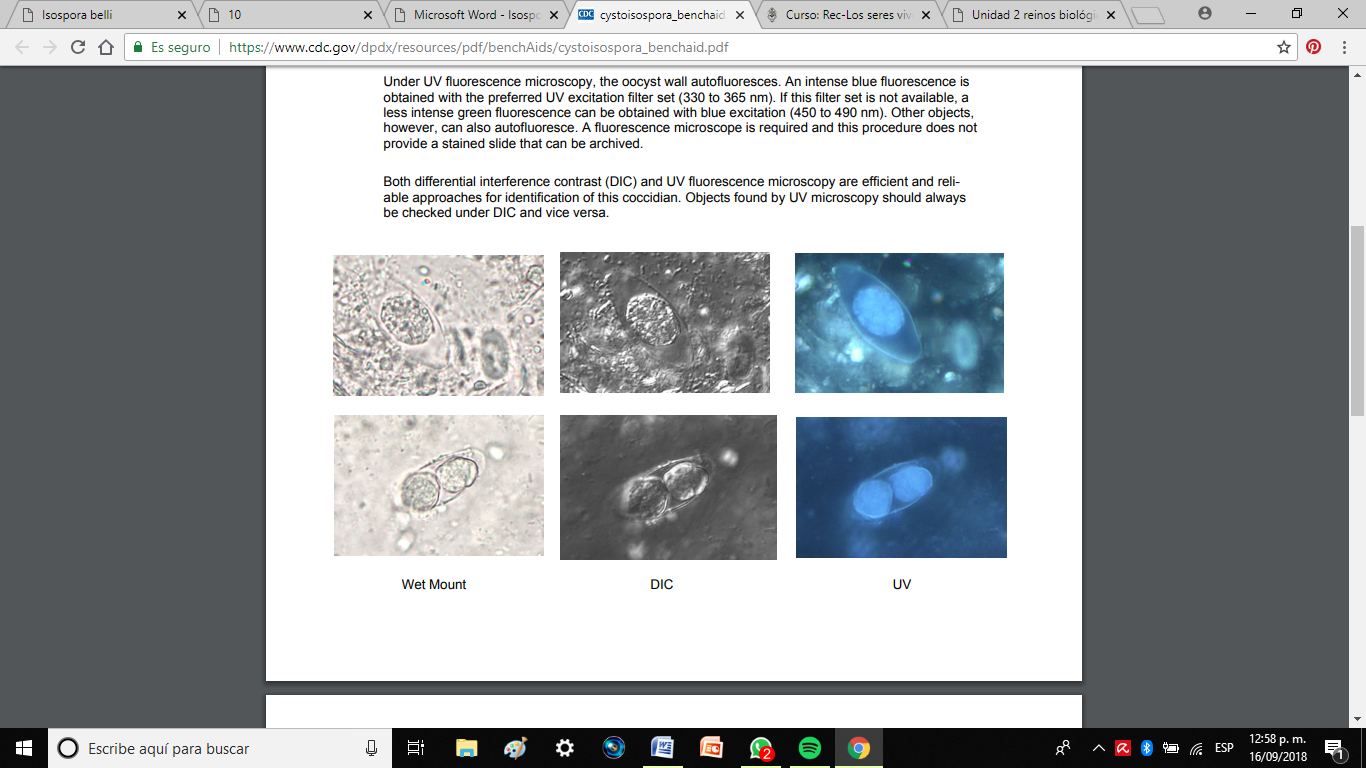 Isospora belli
10
Microsoft Word - Isospo
cystoisospora_benchaid
Curso: Rec-Los seres viv
Unidad 2 reinos biológi
Es seguro
https://www.cdc.gov/dpdx/resources/pdf/benchAids/cystoisospora_benchaid.pdf
Under UV fluorescence microscopy, the oocyst wall autofluoresces. An intense blue fluorescence is
obtained with the preferred UV excitation filter set (330 to 365 nm). If this filter set is not available, a
less intense green fluorescence can be obtained with blue excitation (450 to 490 nm). Other objects,
however, can also autofluoresce. A fluorescence microscope is required and this procedure does not
provide a stained slide that can be archived.
Both differential interference contrast (DIC) and UV fluorescence microscopy are efficient and reli-
able approaches for identification of this coccidian. Objects found by UV microscopy should always
be checked under DIC and vice versa.
Wet Mount
DIC
UV
Escribe aquí para buscar
2
ESP
12:58 p. m.
16/09/2018
1